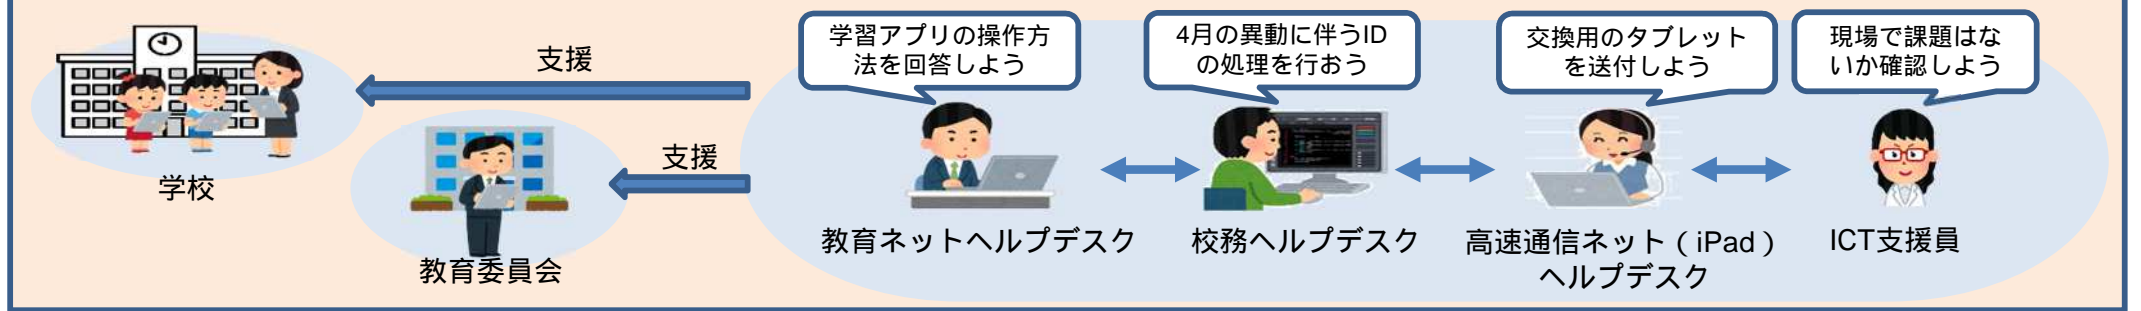 学習アプリの操作方
法を回答しよう
4月の異動に伴うID
の処理を行おう
交換用のタブレット
を送付しよう
現場で課題はな
いか確認しよう
支援
支援
学校
教育委員会
教育ネットヘルプデスク
校務ヘルプデスク
高速通信ネット（iPad）
ヘルプデスク
ICT支援員